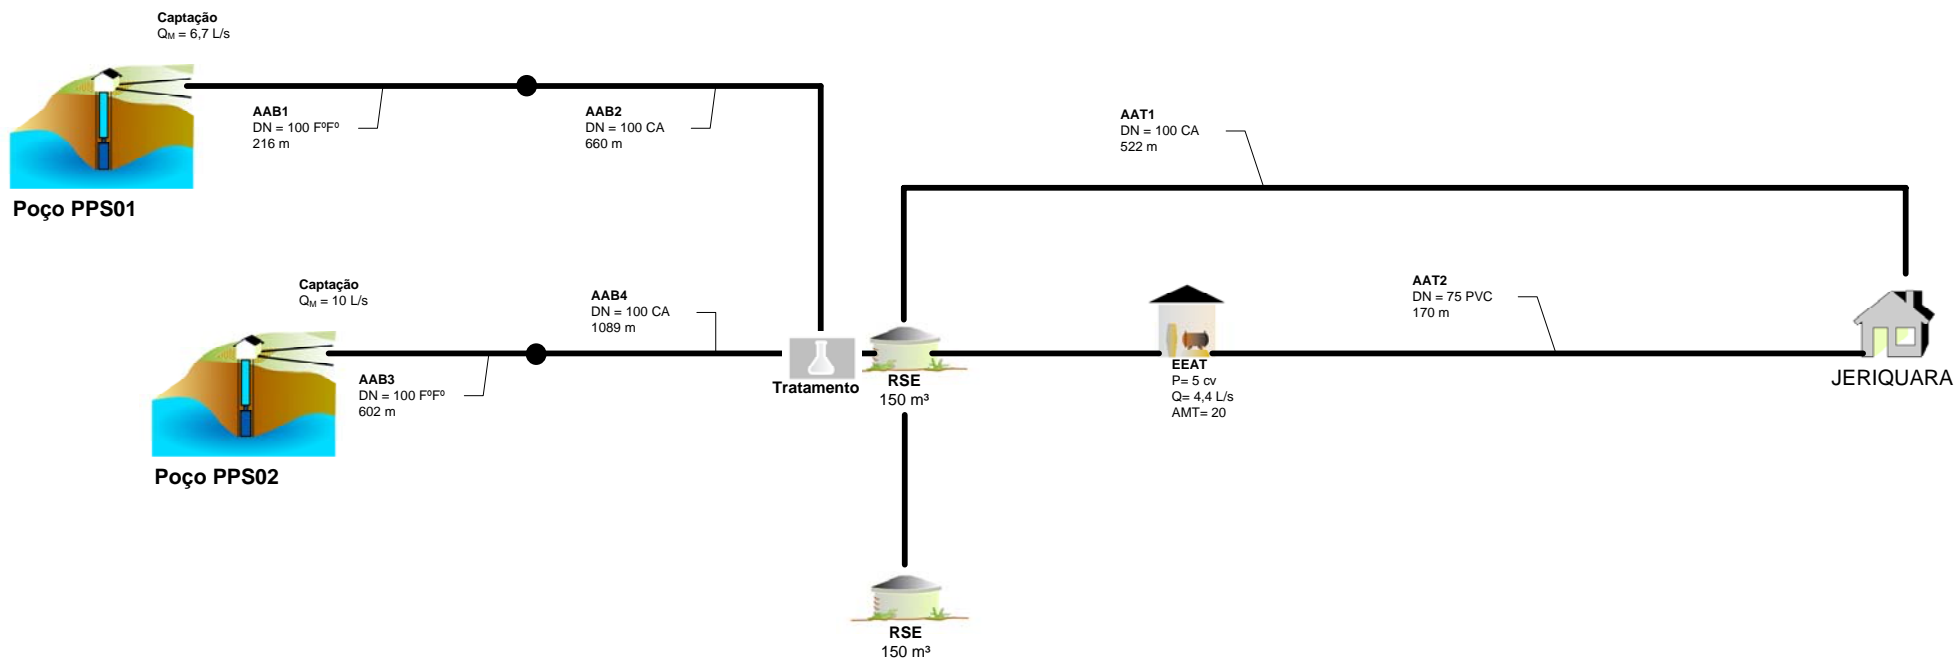 Captação
QM = 6,7 L/s
AAB1
DN = 100 FºFº
216 m
AAB2
DN = 100 CA
660 m
Poço PPS01
AAT1
DN = 100 CA
522 m
Captação
QM = 10 L/s
AAB3
DN = 100 FºFº
602 m
AAB4
DN = 100 CA
1089 m
Poço PPS02
Tratamento
RSE
150 m³
EEAT
P= 5 cv
Q= 4,4 L/s
AMT= 20
AAT2
DN = 75 PVC
170 m
JERIQUARA
RSE
150 m³